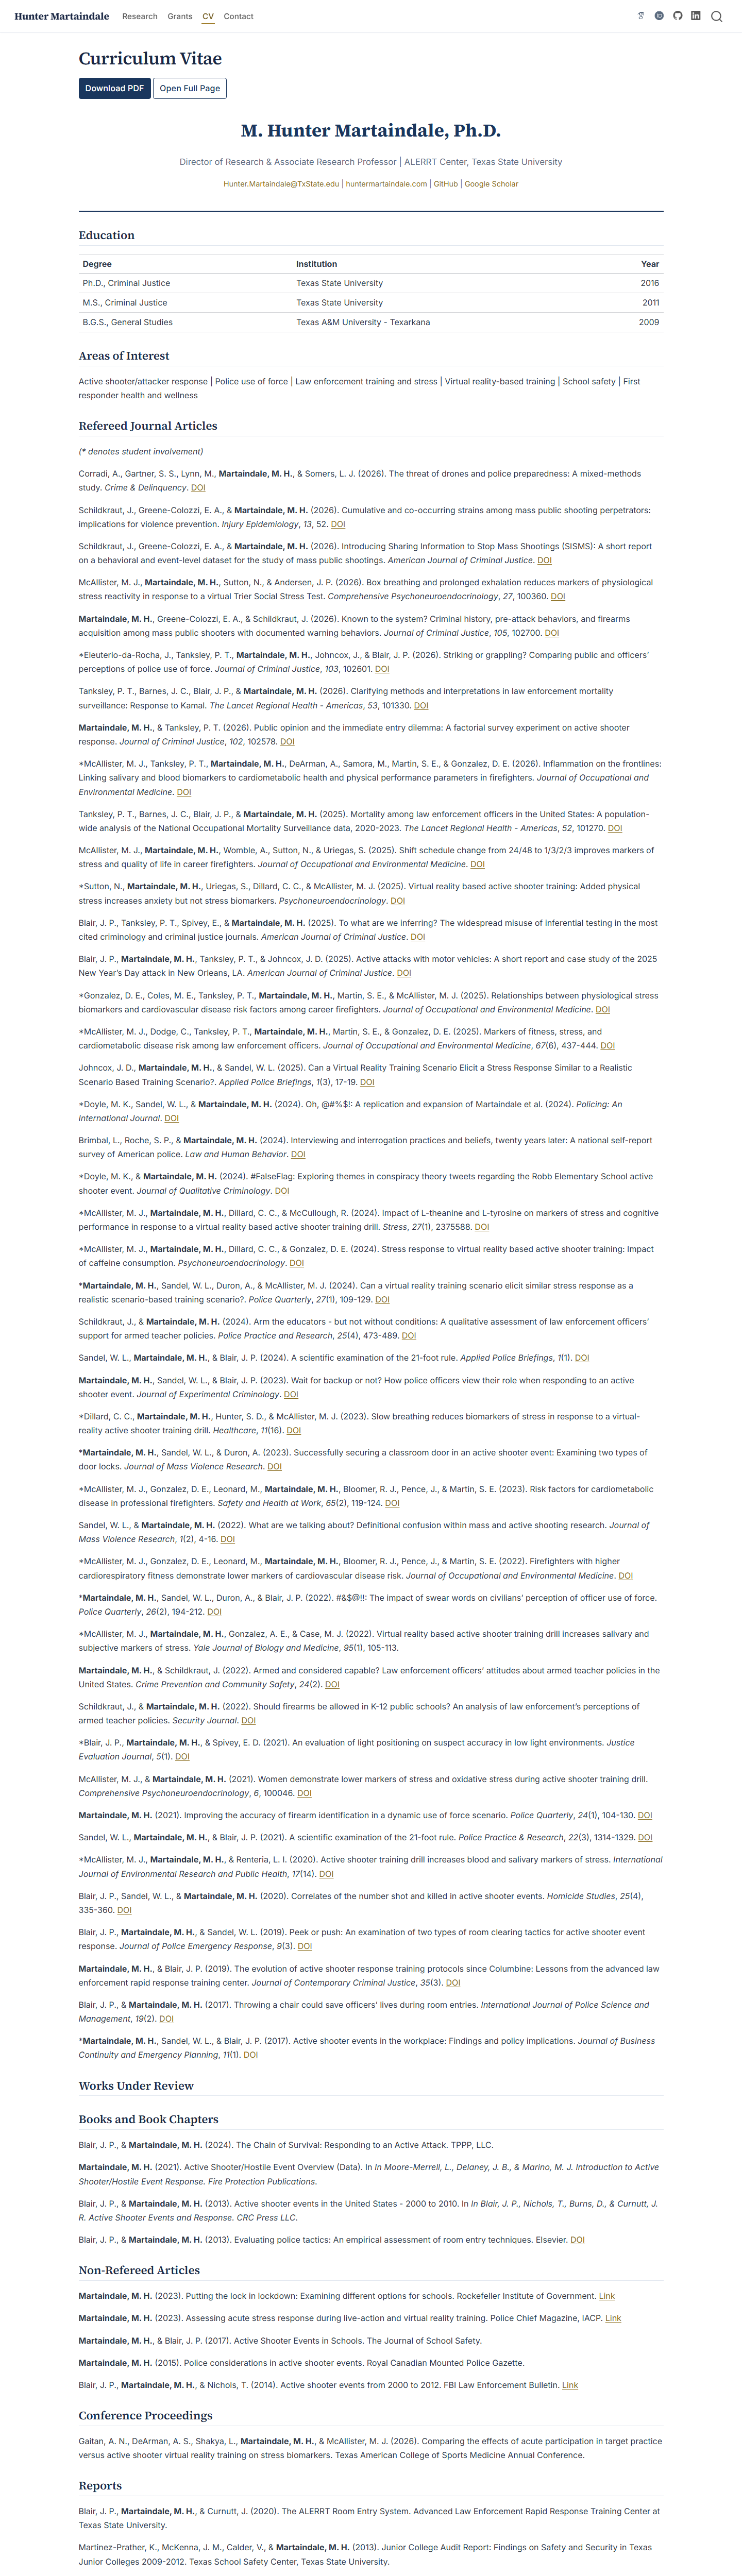 Hunter Martaindale Research Grants CV Contact
Curriculum Vitae
Download PDF Open Full Page
M. Hunter Martaindale, Ph.D.
Director of Research & Associate Research Professor | ALERRT Center, Texas State University
Hunter.Martaindale@TxState.edu | huntermartaindale.com | GitHub | Google Scholar
Education
Degree Institution Year
Ph.D., Criminal Justice Texas State University 2016
M.S., Criminal Justice Texas State University 2011
B.G.S., General Studies Texas A&M University - Texarkana 2009
Areas of Interest
Active shooter/attacker response | Police use of force | Law enforcement training and stress | Virtual reality-based training | School safety | First
responder health and wellness
Refereed Journal Articles
(* denotes student involvement)
Corradi, A., Gartner, S. S., Lynn, M., Martaindale, M. H., & Somers, L. J. (2026). The threat of drones and police preparedness: A mixed-methods
study. Crime & Delinquency. DOI
Schildkraut, J., Greene-Colozzi, E. A., & Martaindale, M. H. (2026). Cumulative and co-occurring strains among mass public shooting perpetrators:
implications for violence prevention. Injury Epidemiology, 13, 52. DOI
Schildkraut, J., Greene-Colozzi, E. A., & Martaindale, M. H. (2026). Introducing Sharing Information to Stop Mass Shootings (SISMS): A short report
on a behavioral and event-level dataset for the study of mass public shootings. American Journal of Criminal Justice. DOI
McAllister, M. J., Martaindale, M. H., Sutton, N., & Andersen, J. P. (2026). Box breathing and prolonged exhalation reduces markers of physiological
stress reactivity in response to a virtual Trier Social Stress Test. Comprehensive Psychoneuroendocrinology, 27, 100360. DOI
Martaindale, M. H., Greene-Colozzi, E. A., & Schildkraut, J. (2026). Known to the system? Criminal history, pre-attack behaviors, and firearms
acquisition among mass public shooters with documented warning behaviors. Journal of Criminal Justice, 105, 102700. DOI
*Eleuterio-da-Rocha, J., Tanksley, P. T., Martaindale, M. H., Johncox, J., & Blair, J. P. (2026). Striking or grappling? Comparing public and officers’
perceptions of police use of force. Journal of Criminal Justice, 103, 102601. DOI
Tanksley, P. T., Barnes, J. C., Blair, J. P., & Martaindale, M. H. (2026). Clarifying methods and interpretations in law enforcement mortality
surveillance: Response to Kamal. The Lancet Regional Health - Americas, 53, 101330. DOI
Martaindale, M. H., & Tanksley, P. T. (2026). Public opinion and the immediate entry dilemma: A factorial survey experiment on active shooter
response. Journal of Criminal Justice, 102, 102578. DOI
*McAllister, M. J., Tanksley, P. T., Martaindale, M. H., DeArman, A., Samora, M., Martin, S. E., & Gonzalez, D. E. (2026). Inflammation on the frontlines:
Linking salivary and blood biomarkers to cardiometabolic health and physical performance parameters in firefighters. Journal of Occupational and
Environmental Medicine. DOI
Tanksley, P. T., Barnes, J. C., Blair, J. P., & Martaindale, M. H. (2025). Mortality among law enforcement officers in the United States: A population-
wide analysis of the National Occupational Mortality Surveillance data, 2020-2023. The Lancet Regional Health - Americas, 52, 101270. DOI
McAllister, M. J., Martaindale, M. H., Womble, A., Sutton, N., & Uriegas, S. (2025). Shift schedule change from 24/48 to 1/3/2/3 improves markers of
stress and quality of life in career firefighters. Journal of Occupational and Environmental Medicine. DOI
*Sutton, N., Martaindale, M. H., Uriegas, S., Dillard, C. C., & McAllister, M. J. (2025). Virtual reality based active shooter training: Added physical
stress increases anxiety but not stress biomarkers. Psychoneuroendocrinology. DOI
Blair, J. P., Tanksley, P. T., Spivey, E., & Martaindale, M. H. (2025). To what are we inferring? The widespread misuse of inferential testing in the most
cited criminology and criminal justice journals. American Journal of Criminal Justice. DOI
Blair, J. P., Martaindale, M. H., Tanksley, P. T., & Johncox, J. D. (2025). Active attacks with motor vehicles: A short report and case study of the 2025
New Year’s Day attack in New Orleans, LA. American Journal of Criminal Justice. DOI
*Gonzalez, D. E., Coles, M. E., Tanksley, P. T., Martaindale, M. H., Martin, S. E., & McAllister, M. J. (2025). Relationships between physiological stress
biomarkers and cardiovascular disease risk factors among career firefighters. Journal of Occupational and Environmental Medicine. DOI
*McAllister, M. J., Dodge, C., Tanksley, P. T., Martaindale, M. H., Martin, S. E., & Gonzalez, D. E. (2025). Markers of fitness, stress, and
cardiometabolic disease risk among law enforcement officers. Journal of Occupational and Environmental Medicine, 67(6), 437-444. DOI
Johncox, J. D., Martaindale, M. H., & Sandel, W. L. (2025). Can a Virtual Reality Training Scenario Elicit a Stress Response Similar to a Realistic
Scenario Based Training Scenario?. Applied Police Briefings, 1(3), 17-19. DOI
*Doyle, M. K., Sandel, W. L., & Martaindale, M. H. (2024). Oh, @#%$!: A replication and expansion of Martaindale et al. (2024). Policing: An
International Journal. DOI
Brimbal, L., Roche, S. P., & Martaindale, M. H. (2024). Interviewing and interrogation practices and beliefs, twenty years later: A national self-report
survey of American police. Law and Human Behavior. DOI
*Doyle, M. K., & Martaindale, M. H. (2024). #FalseFlag: Exploring themes in conspiracy theory tweets regarding the Robb Elementary School active
shooter event. Journal of Qualitative Criminology. DOI
*McAllister, M. J., Martaindale, M. H., Dillard, C. C., & McCullough, R. (2024). Impact of L-theanine and L-tyrosine on markers of stress and cognitive
performance in response to a virtual reality based active shooter training drill. Stress, 27(1), 2375588. DOI
*McAllister, M. J., Martaindale, M. H., Dillard, C. C., & Gonzalez, D. E. (2024). Stress response to virtual reality based active shooter training: Impact
of caffeine consumption. Psychoneuroendocrinology. DOI
*Martaindale, M. H., Sandel, W. L., Duron, A., & McAllister, M. J. (2024). Can a virtual reality training scenario elicit similar stress response as a
realistic scenario-based training scenario?. Police Quarterly, 27(1), 109-129. DOI
Schildkraut, J., & Martaindale, M. H. (2024). Arm the educators - but not without conditions: A qualitative assessment of law enforcement officers’
support for armed teacher policies. Police Practice and Research, 25(4), 473-489. DOI
Sandel, W. L., Martaindale, M. H., & Blair, J. P. (2024). A scientific examination of the 21-foot rule. Applied Police Briefings, 1(1). DOI
Martaindale, M. H., Sandel, W. L., & Blair, J. P. (2023). Wait for backup or not? How police officers view their role when responding to an active
shooter event. Journal of Experimental Criminology. DOI
*Dillard, C. C., Martaindale, M. H., Hunter, S. D., & McAllister, M. J. (2023). Slow breathing reduces biomarkers of stress in response to a virtual-
reality active shooter training drill. Healthcare, 11(16). DOI
*Martaindale, M. H., Sandel, W. L., & Duron, A. (2023). Successfully securing a classroom door in an active shooter event: Examining two types of
door locks. Journal of Mass Violence Research. DOI
*McAllister, M. J., Gonzalez, D. E., Leonard, M., Martaindale, M. H., Bloomer, R. J., Pence, J., & Martin, S. E. (2023). Risk factors for cardiometabolic
disease in professional firefighters. Safety and Health at Work, 65(2), 119-124. DOI
Sandel, W. L., & Martaindale, M. H. (2022). What are we talking about? Definitional confusion within mass and active shooting research. Journal of
Mass Violence Research, 1(2), 4-16. DOI
*McAllister, M. J., Gonzalez, D. E., Leonard, M., Martaindale, M. H., Bloomer, R. J., Pence, J., & Martin, S. E. (2022). Firefighters with higher
cardiorespiratory fitness demonstrate lower markers of cardiovascular disease risk. Journal of Occupational and Environmental Medicine. DOI
*Martaindale, M. H., Sandel, W. L., Duron, A., & Blair, J. P. (2022). #&$@!!: The impact of swear words on civilians’ perception of officer use of force.
Police Quarterly, 26(2), 194-212. DOI
*McAllister, M. J., Martaindale, M. H., Gonzalez, A. E., & Case, M. J. (2022). Virtual reality based active shooter training drill increases salivary and
subjective markers of stress. Yale Journal of Biology and Medicine, 95(1), 105-113.
Martaindale, M. H., & Schildkraut, J. (2022). Armed and considered capable? Law enforcement officers’ attitudes about armed teacher policies in the
United States. Crime Prevention and Community Safety, 24(2). DOI
Schildkraut, J., & Martaindale, M. H. (2022). Should firearms be allowed in K-12 public schools? An analysis of law enforcement’s perceptions of
armed teacher policies. Security Journal. DOI
*Blair, J. P., Martaindale, M. H., & Spivey, E. D. (2021). An evaluation of light positioning on suspect accuracy in low light environments. Justice
Evaluation Journal, 5(1). DOI
McAllister, M. J., & Martaindale, M. H. (2021). Women demonstrate lower markers of stress and oxidative stress during active shooter training drill.
Comprehensive Psychoneuroendocrinology, 6, 100046. DOI
Martaindale, M. H. (2021). Improving the accuracy of firearm identification in a dynamic use of force scenario. Police Quarterly, 24(1), 104-130. DOI
Sandel, W. L., Martaindale, M. H., & Blair, J. P. (2021). A scientific examination of the 21-foot rule. Police Practice & Research, 22(3), 1314-1329. DOI
*McAllister, M. J., Martaindale, M. H., & Renteria, L. I. (2020). Active shooter training drill increases blood and salivary markers of stress. International
Journal of Environmental Research and Public Health, 17(14). DOI
Blair, J. P., Sandel, W. L., & Martaindale, M. H. (2020). Correlates of the number shot and killed in active shooter events. Homicide Studies, 25(4),
335-360. DOI
Blair, J. P., Martaindale, M. H., & Sandel, W. L. (2019). Peek or push: An examination of two types of room clearing tactics for active shooter event
response. Journal of Police Emergency Response, 9(3). DOI
Martaindale, M. H., & Blair, J. P. (2019). The evolution of active shooter response training protocols since Columbine: Lessons from the advanced law
enforcement rapid response training center. Journal of Contemporary Criminal Justice, 35(3). DOI
Blair, J. P., & Martaindale, M. H. (2017). Throwing a chair could save officers’ lives during room entries. International Journal of Police Science and
Management, 19(2). DOI
*Martaindale, M. H., Sandel, W. L., & Blair, J. P. (2017). Active shooter events in the workplace: Findings and policy implications. Journal of Business
Continuity and Emergency Planning, 11(1). DOI
Works Under Review
Books and Book Chapters
Blair, J. P., & Martaindale, M. H. (2024). The Chain of Survival: Responding to an Active Attack. TPPP, LLC.
Martaindale, M. H. (2021). Active Shooter/Hostile Event Overview (Data). In In Moore-Merrell, L., Delaney, J. B., & Marino, M. J. Introduction to Active
Shooter/Hostile Event Response. Fire Protection Publications.
Blair, J. P., & Martaindale, M. H. (2013). Active shooter events in the United States - 2000 to 2010. In In Blair, J. P., Nichols, T., Burns, D., & Curnutt, J.
R. Active Shooter Events and Response. CRC Press LLC.
Blair, J. P., & Martaindale, M. H. (2013). Evaluating police tactics: An empirical assessment of room entry techniques. Elsevier. DOI
Non-Refereed Articles
Martaindale, M. H. (2023). Putting the lock in lockdown: Examining different options for schools. Rockefeller Institute of Government. Link
Martaindale, M. H. (2023). Assessing acute stress response during live-action and virtual reality training. Police Chief Magazine, IACP. Link
Martaindale, M. H., & Blair, J. P. (2017). Active Shooter Events in Schools. The Journal of School Safety.
Martaindale, M. H. (2015). Police considerations in active shooter events. Royal Canadian Mounted Police Gazette.
Blair, J. P., Martaindale, M. H., & Nichols, T. (2014). Active shooter events from 2000 to 2012. FBI Law Enforcement Bulletin. Link
Conference Proceedings
Gaitan, A. N., DeArman, A. S., Shakya, L., Martaindale, M. H., & McAllister, M. J. (2026). Comparing the effects of acute participation in target practice
versus active shooter virtual reality training on stress biomarkers. Texas American College of Sports Medicine Annual Conference.
Reports
Blair, J. P., Martaindale, M. H., & Curnutt, J. (2020). The ALERRT Room Entry System. Advanced Law Enforcement Rapid Response Training Center at
Texas State University.
Martinez-Prather, K., McKenna, J. M., Calder, V., & Martaindale, M. H. (2013). Junior College Audit Report: Findings on Safety and Security in Texas
Junior Colleges 2009-2012. Texas School Safety Center, Texas State University.